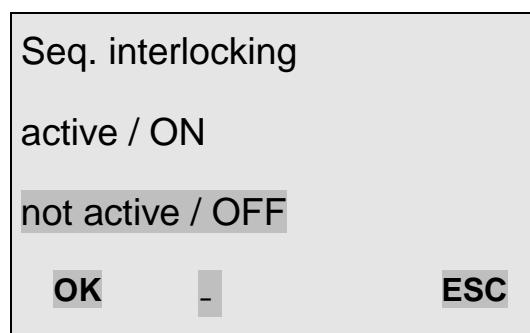 Seq. interlocking
active / ON
not active / OFF
OK - ESC